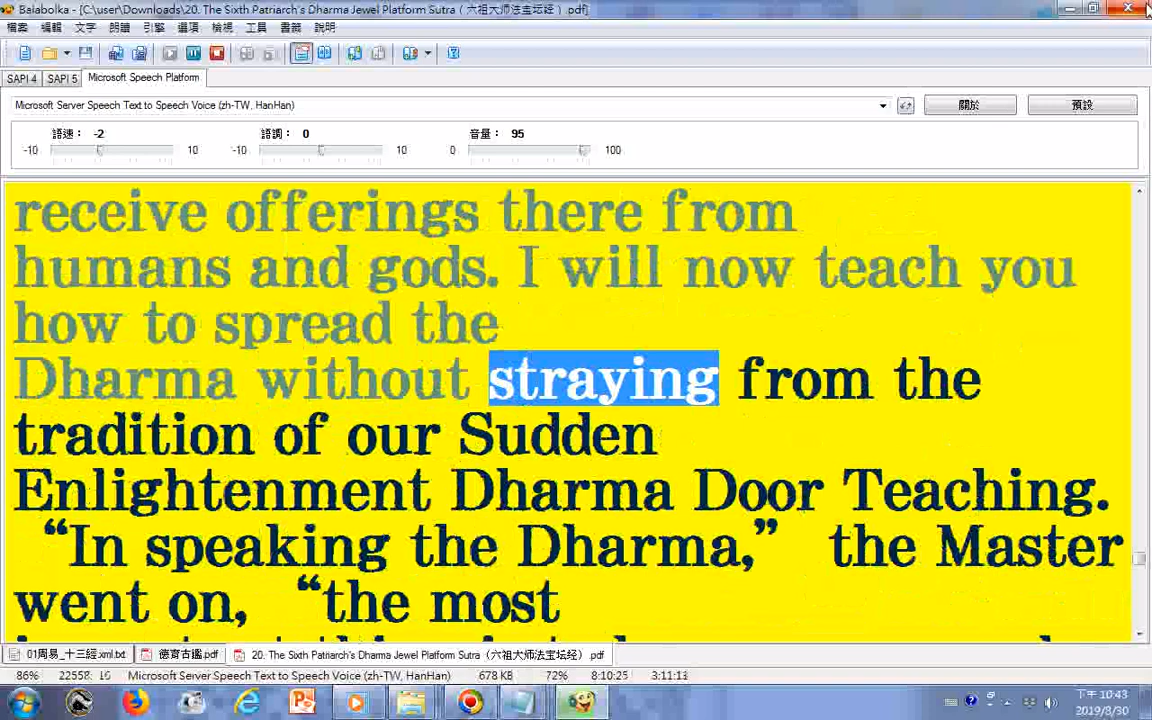 Balabolka - [C:\user\Downloads\20. The Sixth Patriarch's Dharma Jewel Platform Sutra（六祖大师法宝坛经）.pdf]
檔案 編輯 文字 朗讀 引擎 選項 檢視 工具 書籤 說明
SAPI 4 SAPI 5 Microsoft Speech Platform
Microsoft Server Speech Text to Speech Voice (zh-TW, HanHan) 關於 預設
語速： -2 語調： 0 音量： 95
-10 10 -10 10 0 100
receive offerings there from
humans and gods. I will now teach you
how to spread the
Dharma without straying from the
tradition of our Sudden
Enlightenment Dharma Door Teaching.
“In speaking the Dharma,” the Master
went on, “the most
01周易_十三經.xml.txt 德育古鑑.pdf 20. The Sixth Patriarch's Dharma Jewel Platform Sutra（六祖大师法宝坛经）.pdf
86% Microsoft Server Speech Text to Speech Voice (zh-TW, HanHan) 678 KB 72% 8:10:25
下午 10:43
2019/8/30